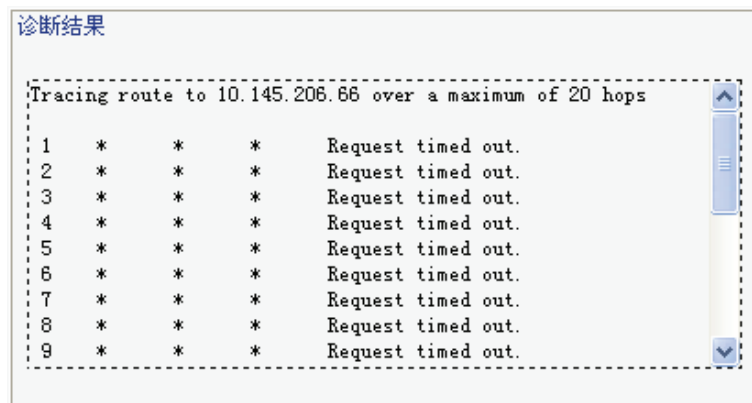 诊断结果
Tracing route to 10.145.206.66 over a maximum of 20 hops
1 * * * Request timed out.
2 * * * Request timed out.
3 * * * Request timed out.
4 * * * Request timed out.
5 * * * Request timed out.
6 * * * Request timed out.
7 * * * Request timed out.
8 * * * Request timed out.
9 * * * Request timed out.